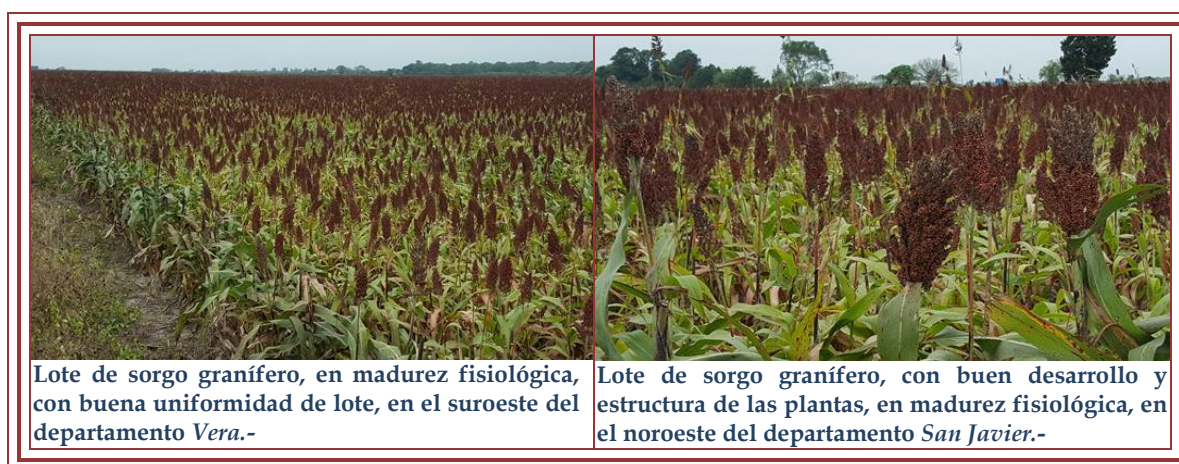 Lote de sorgo granífero, en madurez fisiológica,
con buena uniformidad de lote, en el suroeste del
departamento Vera.-
Lote de sorgo granífero, con buen desarrollo y
estructura de las plantas, en madurez fisiológica, en
el noroeste del departamento San Javier.-